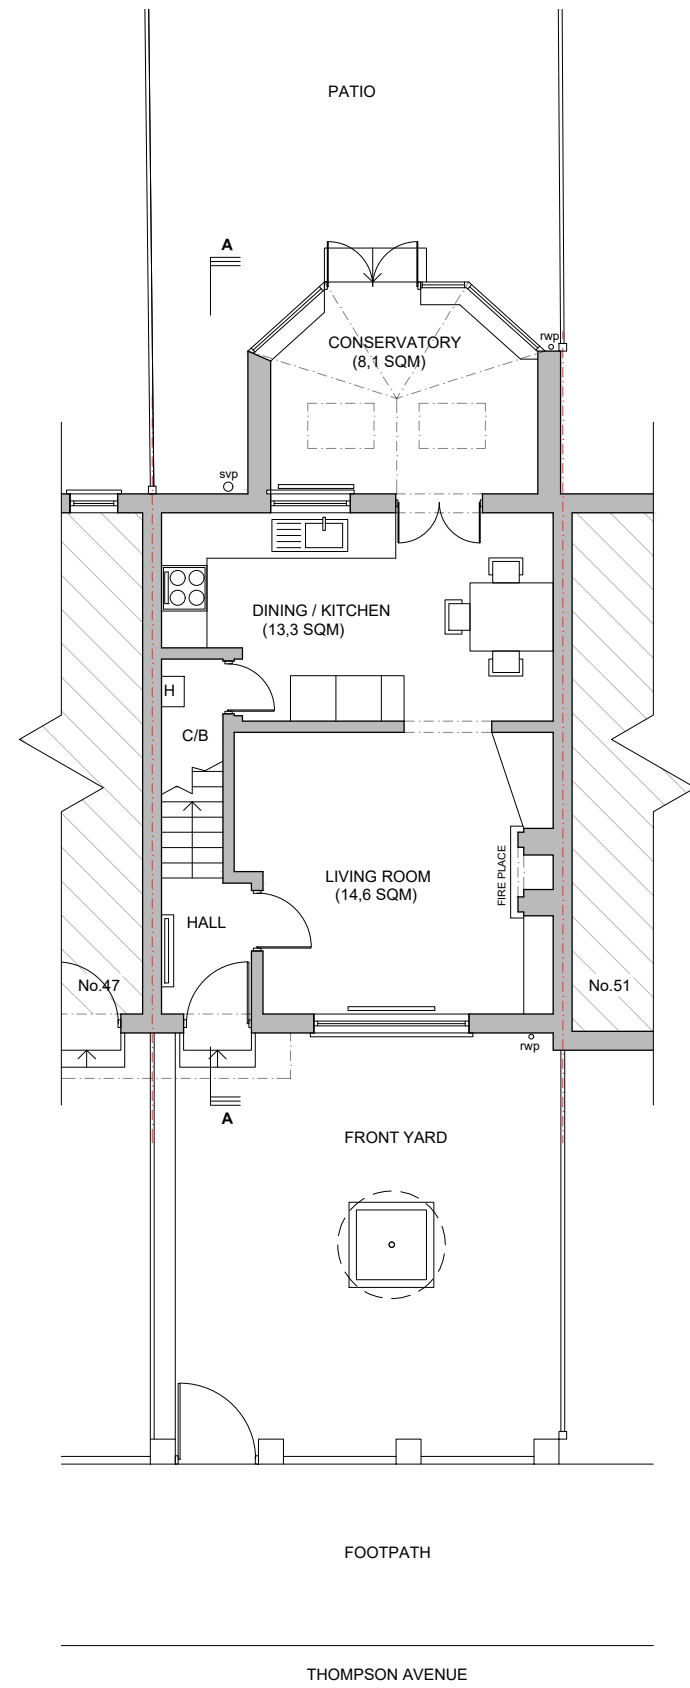 PATIO
A
CONSERVATORY
(8,1 SQM)
rwp
svp
DINING / KITCHEN
(13,3 SQM)
H
C/B
LIVING ROOM
(14,6 SQM)
FIRE PLACE
HALL
No.47
No.51
rwp
A
FRONT YARD
FOOTPATH
THOMPSON AVENUE